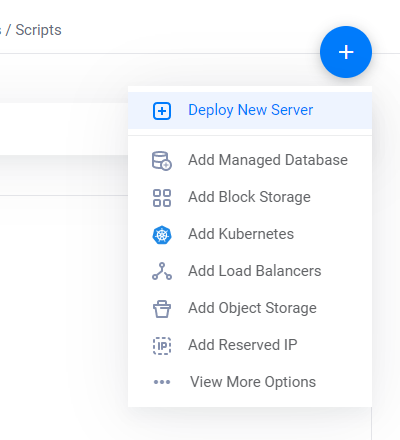 s / Scripts
+
Deploy New Server
Add Managed Database
Add Block Storage
Add Kubernetes
Add Load Balancers
Add Object Storage
IP
Add Reserved IP
View More Options